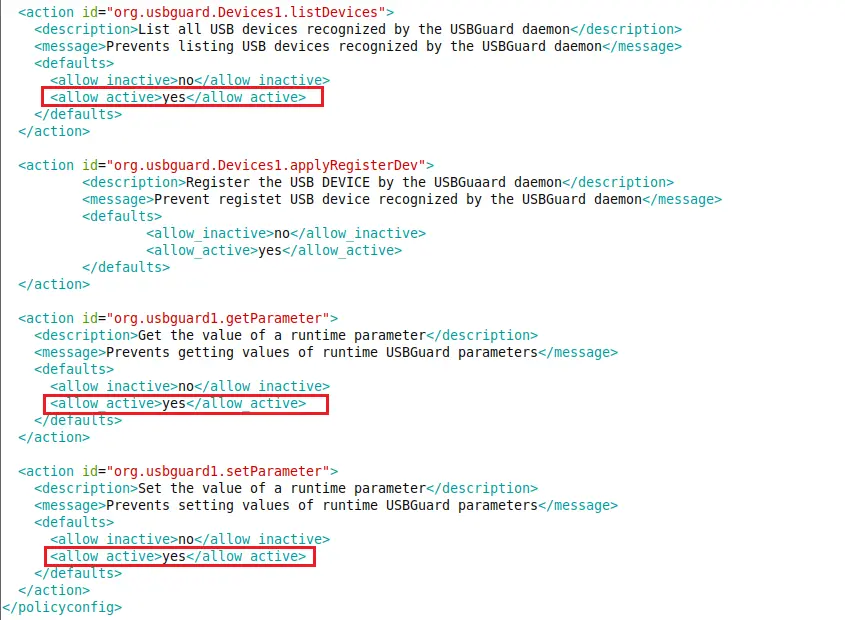 <action id="org.usbguard.Devices1.listDevices">
<description>List all USB devices recognized by the USBGuard daemon</description>
<message>Prevents listing USB devices recognized by the USBGuard daemon</message>
<defaults>
<allow_inactive>no</allow_inactive>
<allow_active>yes</allow_active>
</defaults>
</action>
<action id="org.usbguard.Devices1.applyRegisterDev">
<description>Register the USB DEVICE by the USBGuaard daemon</description>
<message>Prevent registet USB device recognized by the USBGuard daemon</message>
<defaults>
<allow_inactive>no</allow_inactive>
<allow_active>yes</allow_active>
</defaults>
</action>
<action id="org.usbguard1.getParameter">
<description>Get the value of a runtime parameter</description>
<message>Prevents getting values of runtime USBGuard parameters</message>
<defaults>
<allow_inactive>no</allow_inactive>
<allow_active>yes</allow_active>
</defaults>
</action>
<action id="org.usbguard1.setParameter">
<description>Set the value of a runtime parameter</description>
<message>Prevents setting values of runtime USBGuard parameters</message>
<defaults>
<allow_inactive>no</allow_inactive>
<allow_active>yes</allow_active>
</defaults>
</action>
</policyconfig>